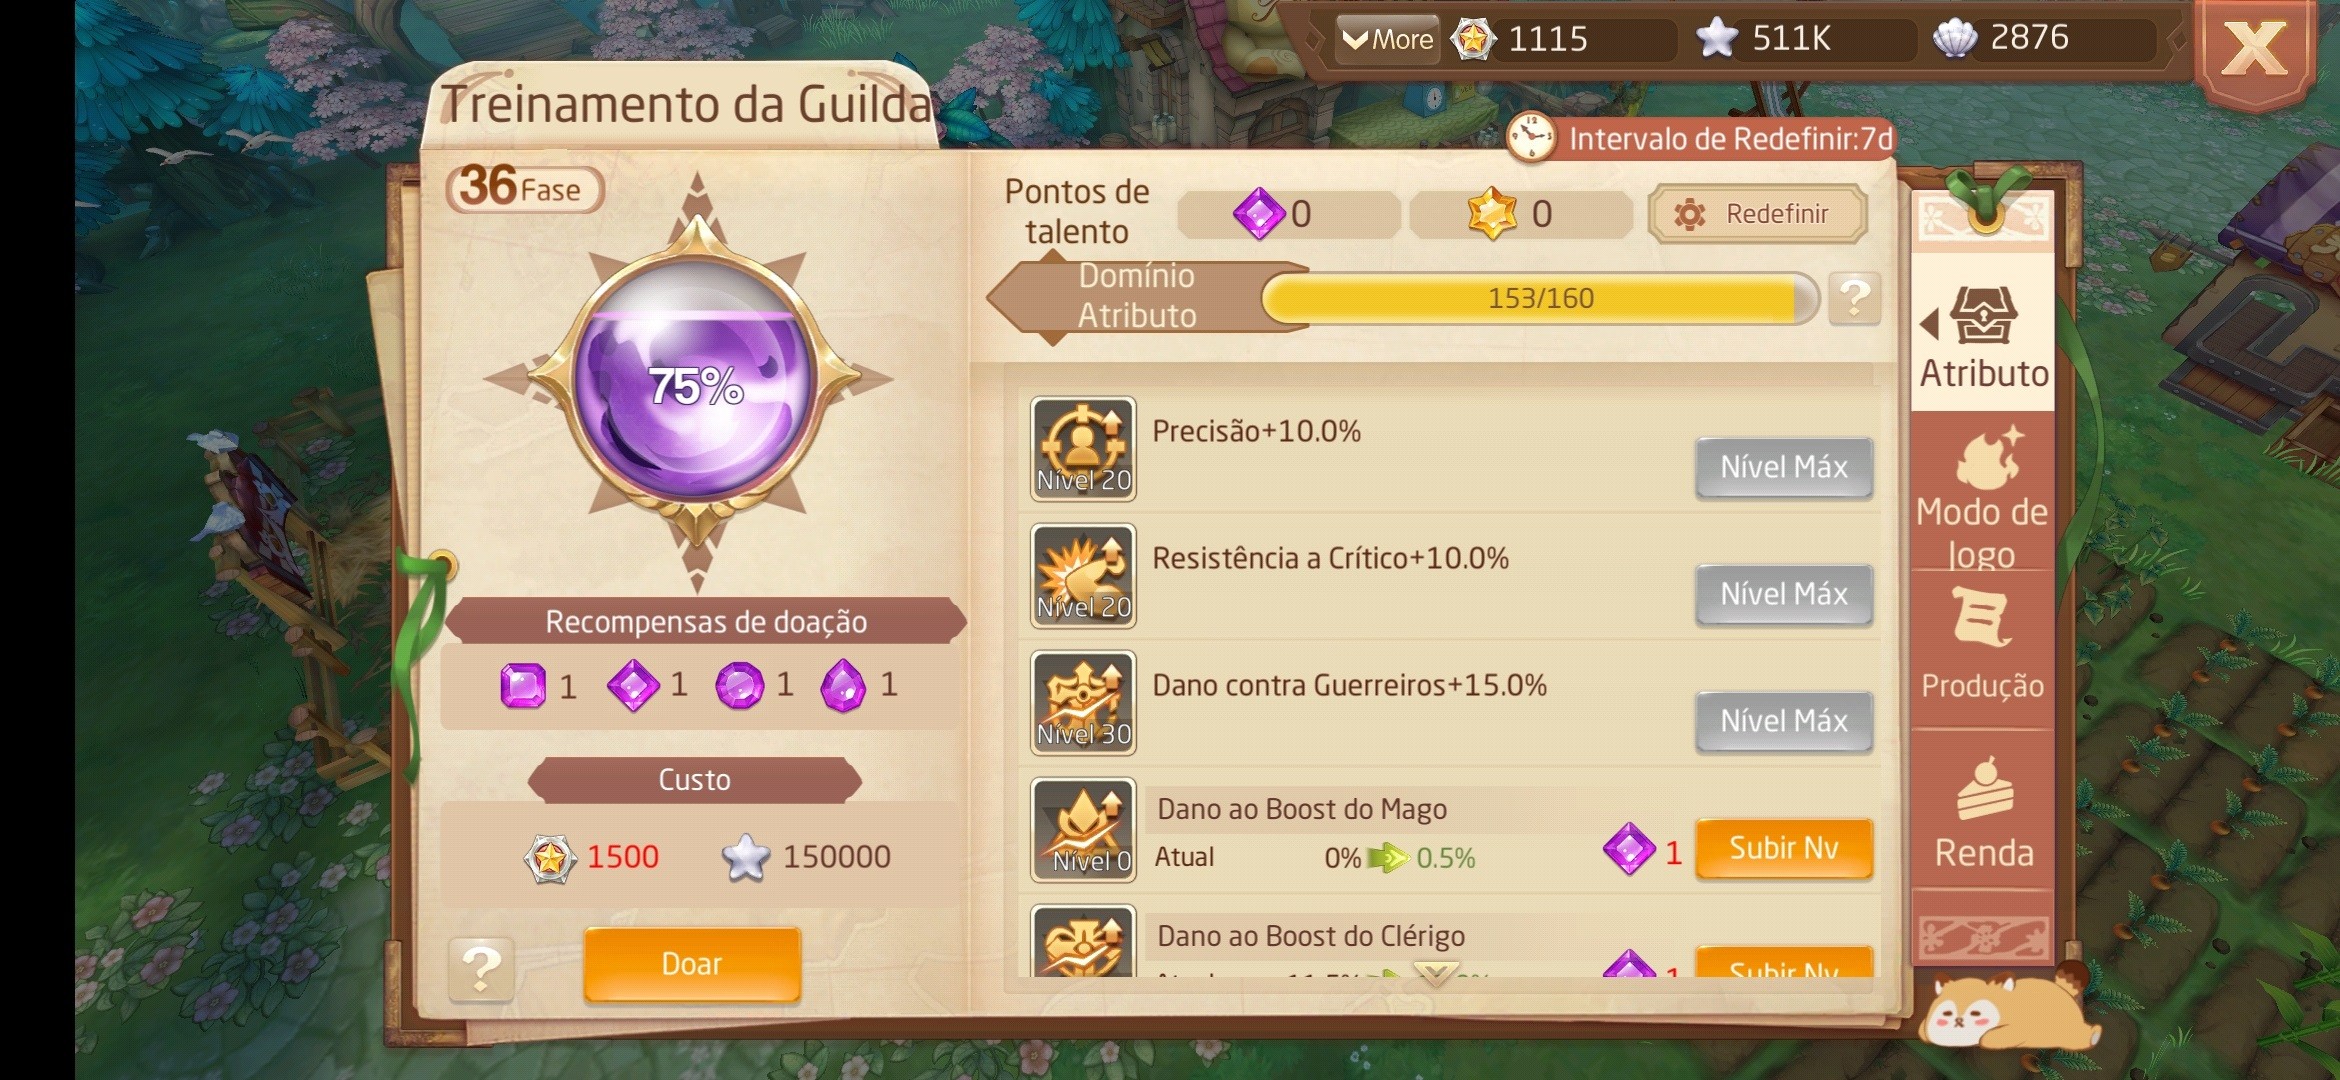 More 1115 511K 2876
Treinamento da Guilda
Intervalo de Redefinir:7d
36 Fase
75%
Recompensas de doação
1 1 1 1
Custo
1500 150000
Doar
?
Pontos de
talento
0 0 Redefinir
Domínio
Atributo
153/160
?
Precisão+10.0%
Nível 20
Nível Máx
Resistência a Crítico+10.0%
Nível 20
Nível Máx
Dano contra Guerreiros+15.0%
Nível 30
Nível Máx
Dano ao Boost do Mago
Nível 0
Atual 0% 0.5%
1 Subir Nv
Dano ao Boost do Clérigo
1 Subir Nv
Atributo
Modo de
Jogo
Produção
Renda